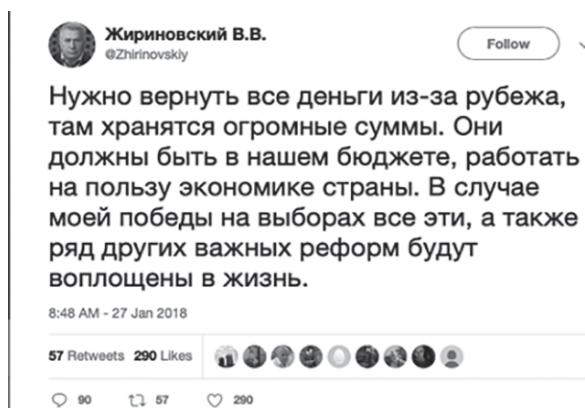 Жириновский В.В.
@Zhirinovskiy
Follow
Нужно вернуть все деньги из-за рубежа,
там хранятся огромные суммы. Они
должны быть в нашем бюджете, работать
на пользу экономике страны. В случае
моей победы на выборах все эти, а также
ряд других важных реформ будут
воплощены в жизнь.
8:48 AM - 27 Jan 2018
57 Retweets 290 Likes
90 57 290